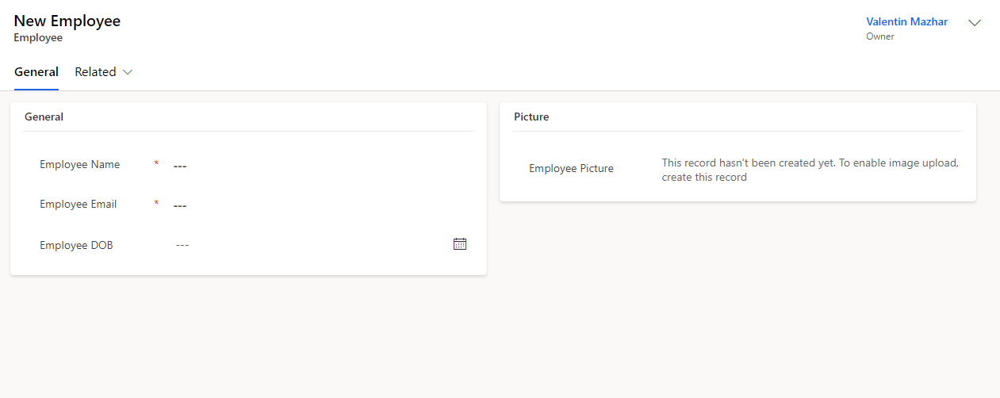 New Employee
Employee
Valentin Mazhar
Owner
General
Related
General
Employee Name * ---
Employee Email * ---
Employee DOB ---
Picture
Employee Picture
This record hasn't been created yet. To enable image upload,
create this record